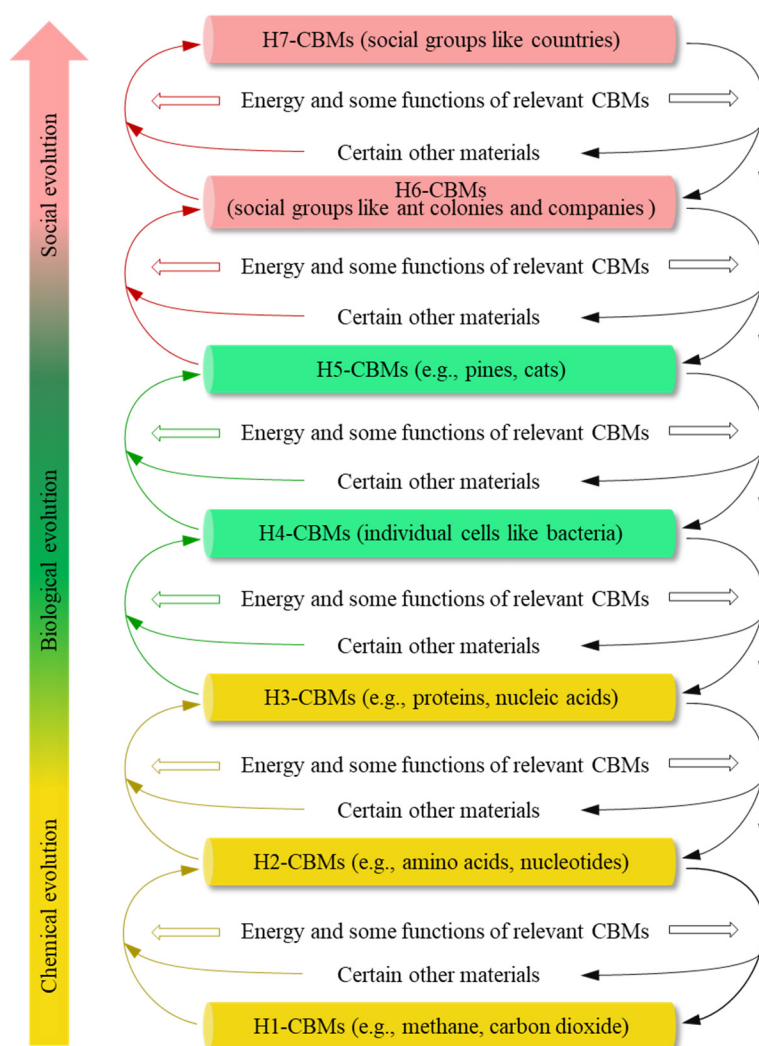 H7-CBMs (social groups like countries)
Energy and some functions of relevant CBMs
Certain other materials
H6-CBMs
(social groups like ant colonies and companies )
Energy and some functions of relevant CBMs
Certain other materials
H5-CBMs (e.g., pines, cats)
Energy and some functions of relevant CBMs
Certain other materials
H4-CBMs (individual cells like bacteria)
Energy and some functions of relevant CBMs
Certain other materials
H3-CBMs (e.g., proteins, nucleic acids)
Energy and some functions of relevant CBMs
Certain other materials
H2-CBMs (e.g., amino acids, nucleotides)
Energy and some functions of relevant CBMs
Certain other materials
H1-CBMs (e.g., methane, carbon dioxide)
Social evolution
Biological evolution
Chemical evolution